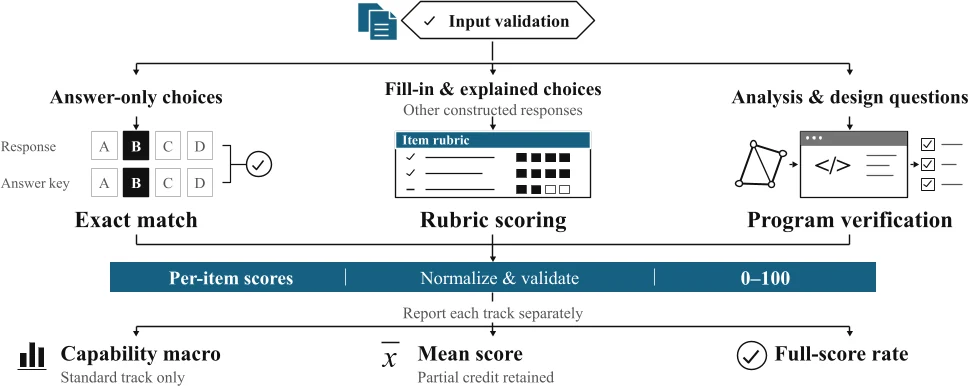 Input validation
Answer-only choices
Fill-in & explained choices
Other constructed responses
Analysis & design questions
Response
A B C D
Answer key
A B C D
Item rubric
</>
Exact match
Rubric scoring
Program verification
Per-item scores
Normalize & validate
0–100
Report each track separately
Capability macro
Standard track only
x̄
Mean score
Partial credit retained
Full-score rate